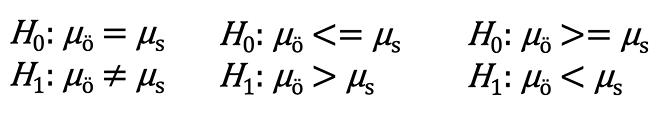 H₀: μö = μs H₀: μö <= μs H₀: μö >= μs
H₁: μö ≠ μs H₁: μö > μs H₁: μö < μs